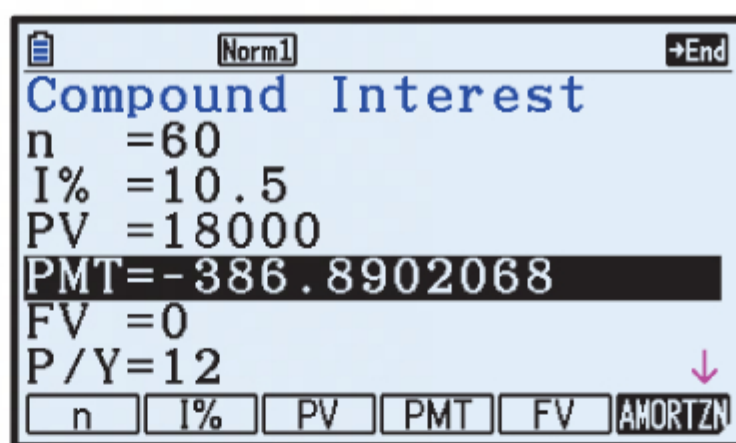 Norm1 →End
Compound Interest
n =60
I% =10.5
PV =18000
PMT=-386.8902068
FV =0
P/Y=12 ↓
n I% PV PMT FV AMORTZN